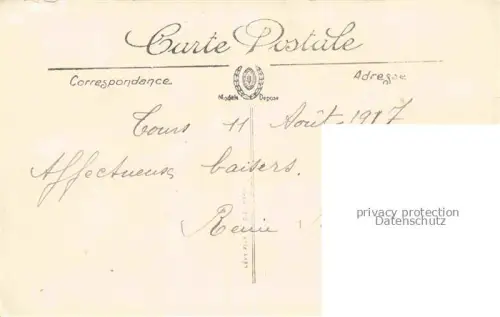 Carte Postale
Correspondance
Adresse
Modèle Déposé
Tours 11 Août 1917
Affectueux baisers.
privacy protection
Datenschutz